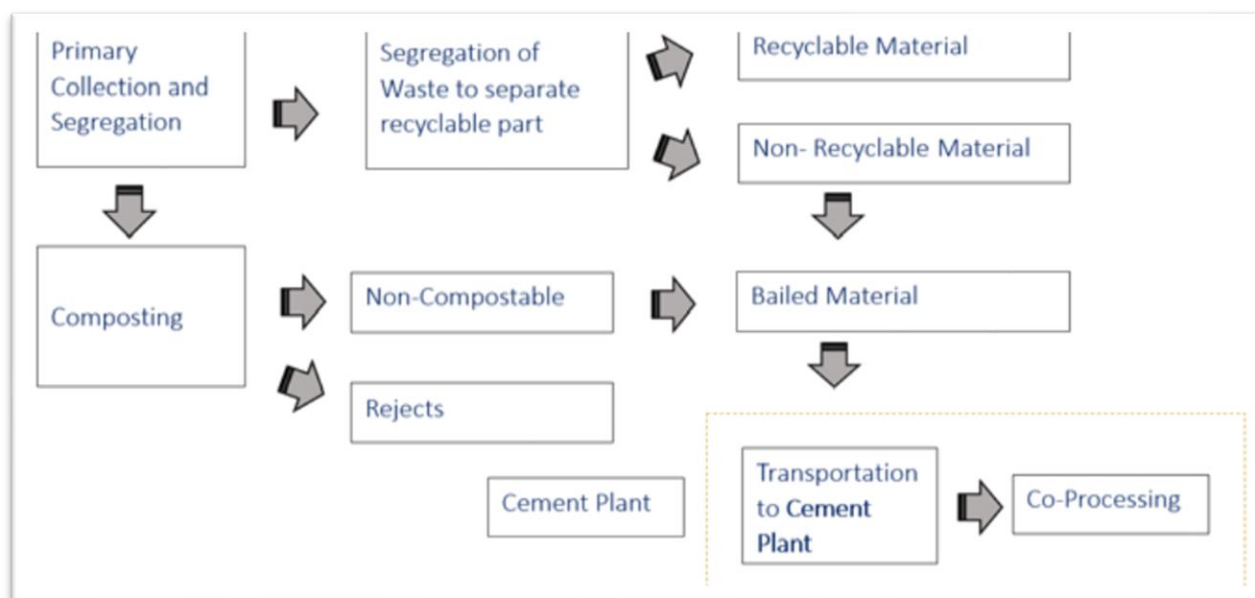 Primary
Collection and
Segregation
Segregation of
Waste to separate
recyclable part
Recyclable Material
Non- Recyclable Material
Composting
Non-Compostable
Bailed Material
Rejects
Cement Plant
Transportation
to Cement
Plant
Co-Processing